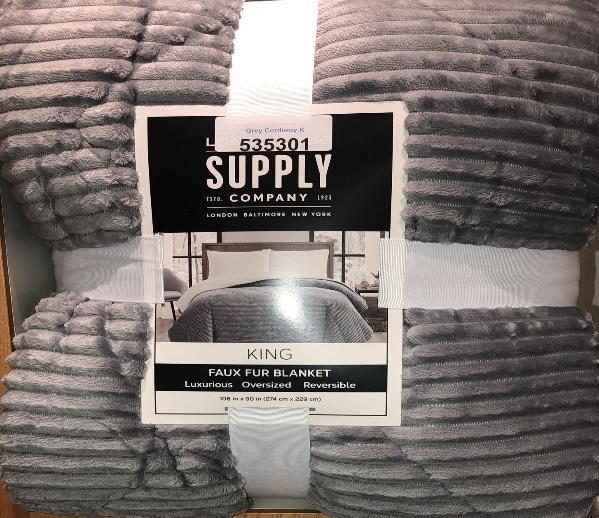 Grey Corduroy K
535301
SUPPLY
ESTD. COMPANY 1923
LONDON BALTIMORE NEW YORK
KING
FAUX FUR BLANKET
Luxurious Oversized Reversible
108 in x 90 in (274 cm x 229 cm)